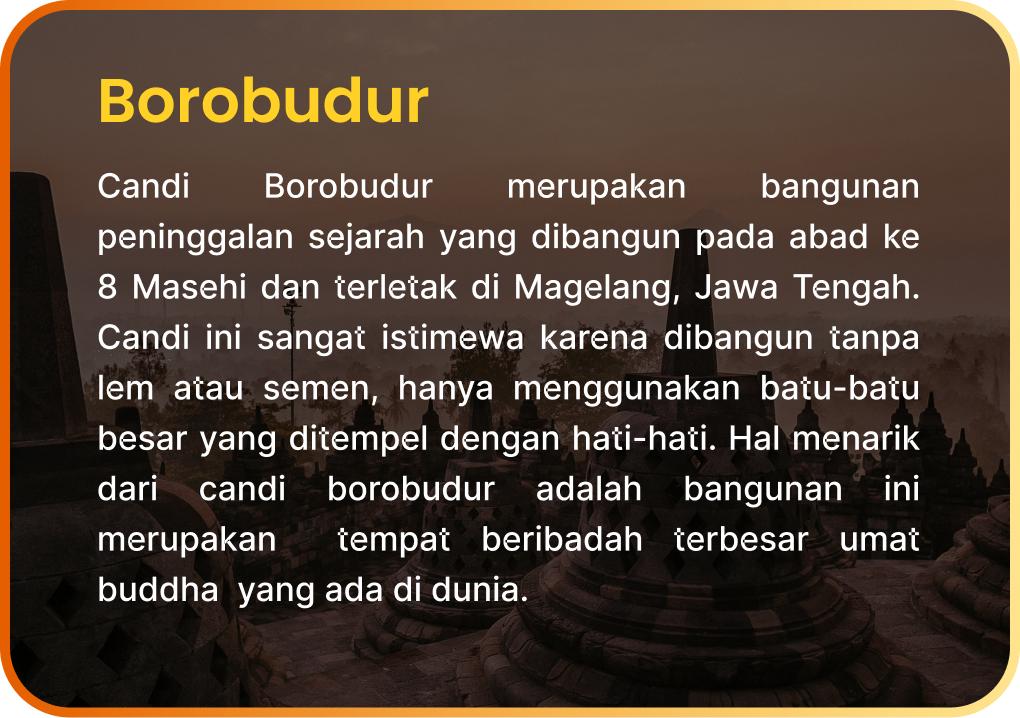 Borobudur
Candi Borobudur merupakan bangunan
peninggalan sejarah yang dibangun pada abad ke
8 Masehi dan terletak di Magelang, Jawa Tengah.
Candi ini sangat istimewa karena dibangun tanpa
lem atau semen, hanya menggunakan batu-batu
besar yang ditempel dengan hati-hati. Hal menarik
dari candi borobudur adalah bangunan ini
merupakan tempat beribadah terbesar umat
buddha yang ada di dunia.